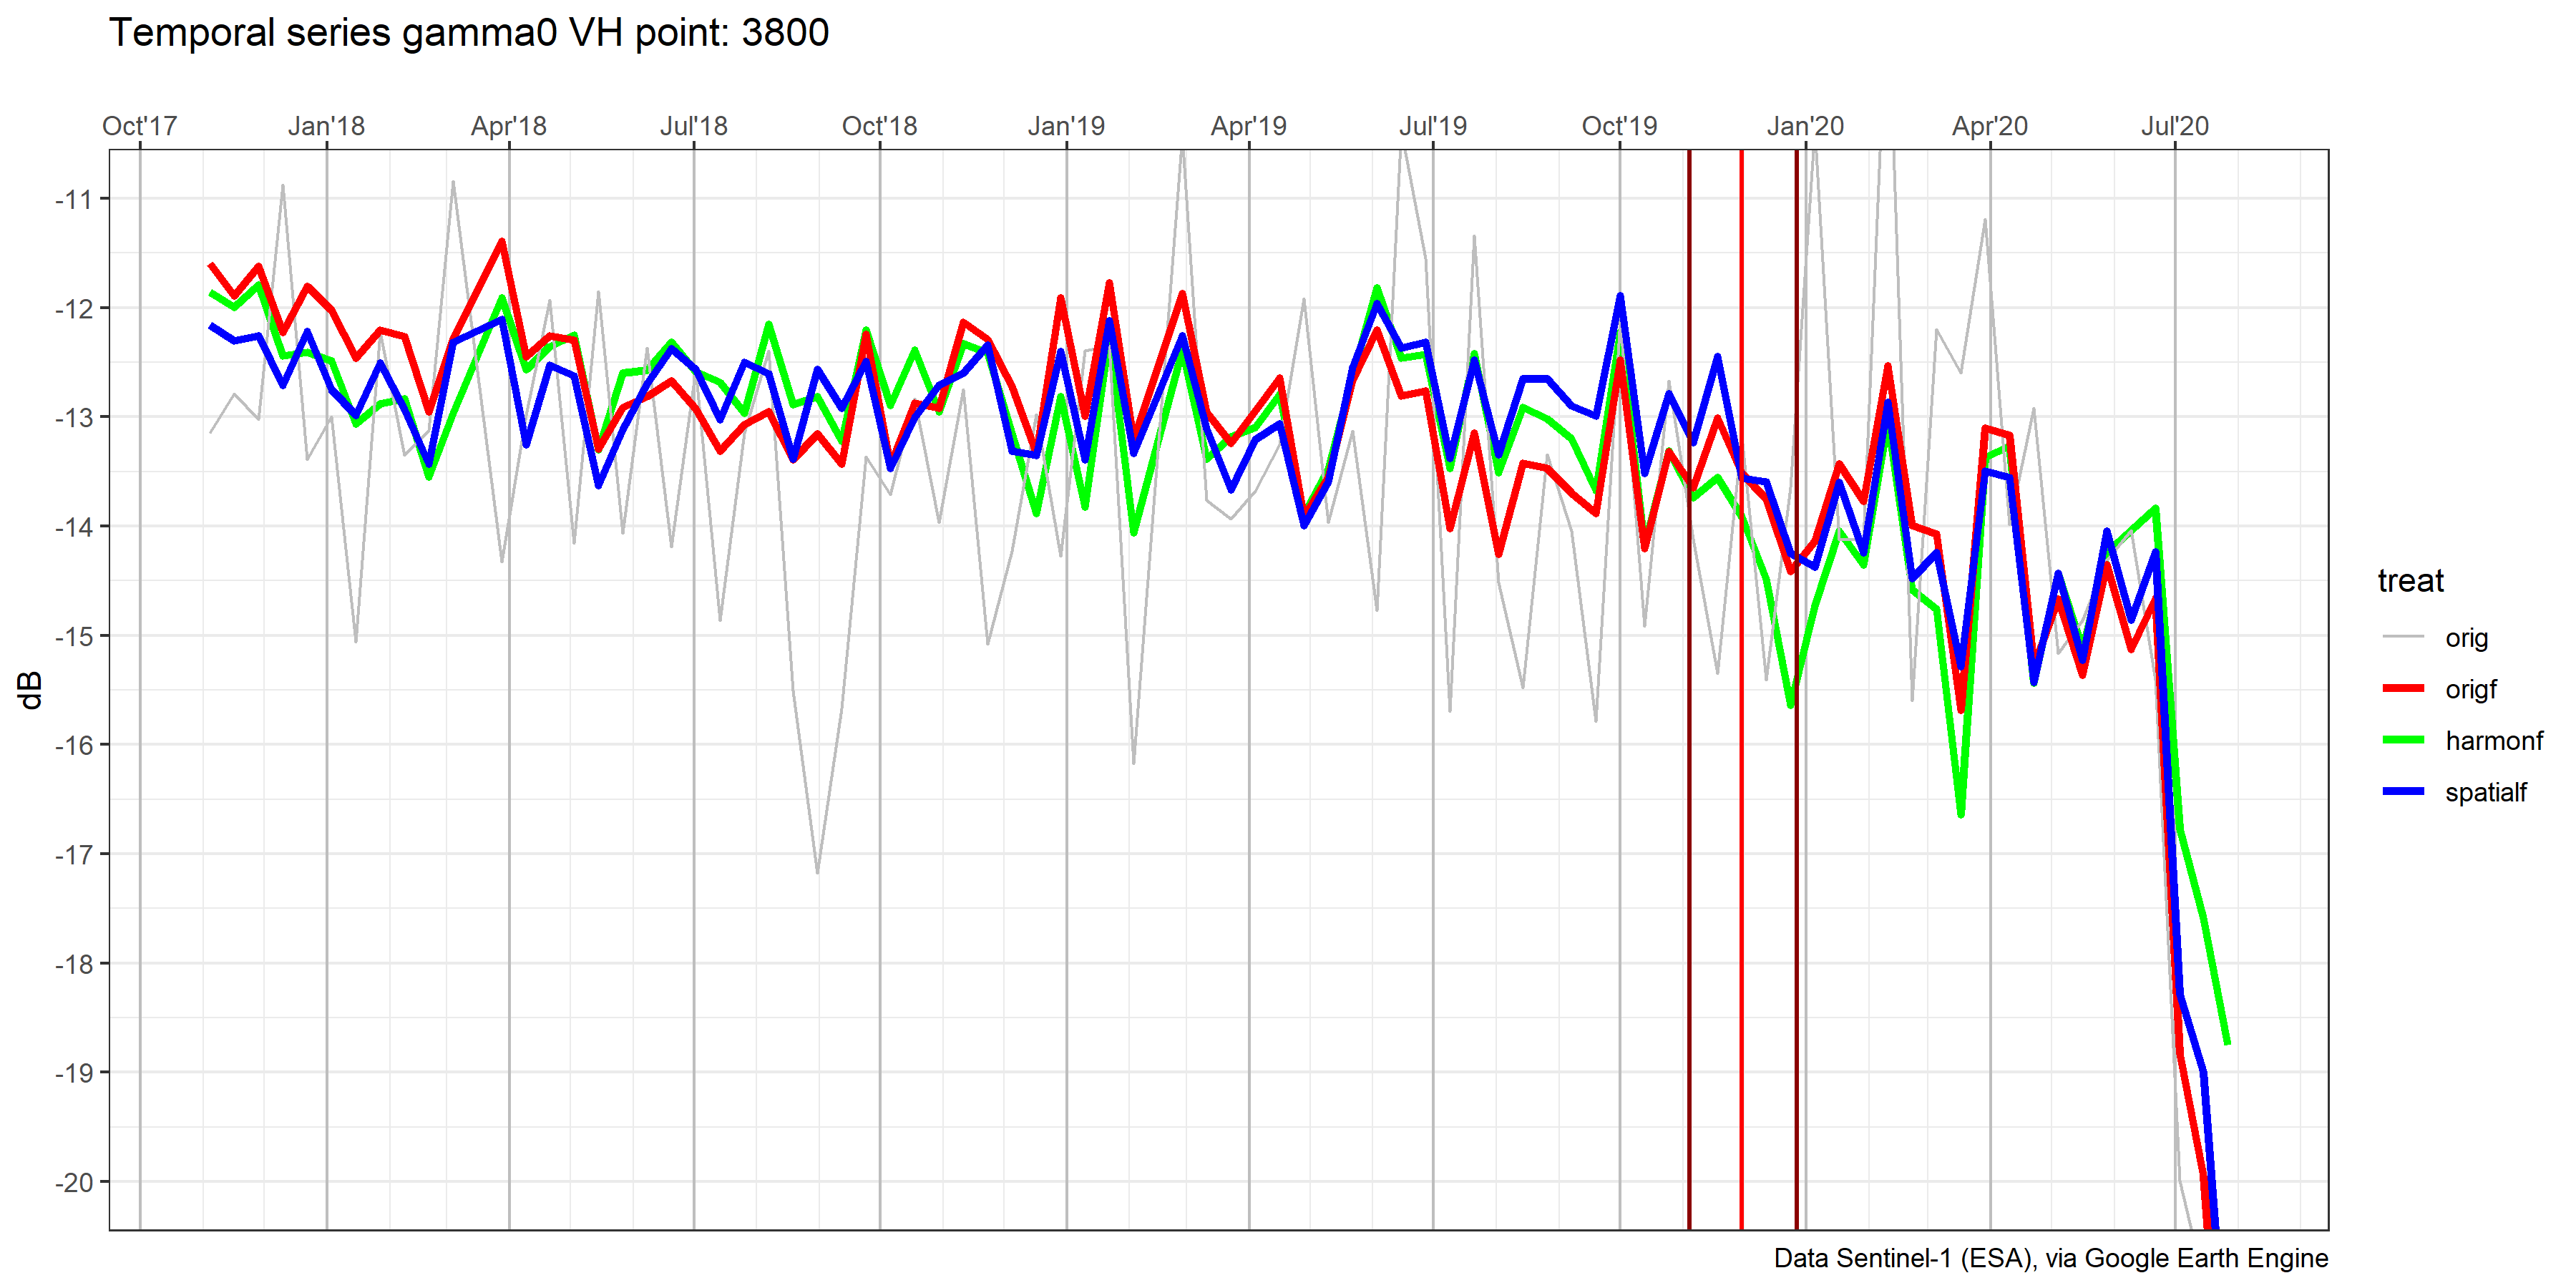 Temporal series gamma0 VH point: 3800
Oct'17 Jan'18 Apr'18 Jul'18 Oct'18 Jan'19 Apr'19 Jul'19 Oct'19 Jan'20 Apr'20 Jul'20
-11
-12
-13
-14
-15
-16
-17
-18
-19
-20
dB
treat
orig
origf
harmonf
spatialf
Data Sentinel-1 (ESA), via Google Earth Engine